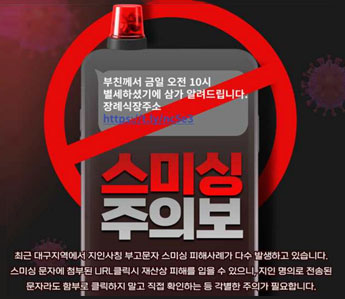 부친께서 금일 오전 10시
별세하셨기에 삼가 알려드립니다.
장례식장주소
스미싱
주의보
최근 대구지역에서 지인사칭 부고문자 스미싱 피해사례가 다수 발생하고 있습니다.
스미싱 문자에 첨부된 URL클릭시 재산상 피해를 입을 수 있으니, 지인 명의로 전송된
문자라도 함부로 클릭하지 말고 직접 확인하는 등 각별한 주의가 필요합니다.